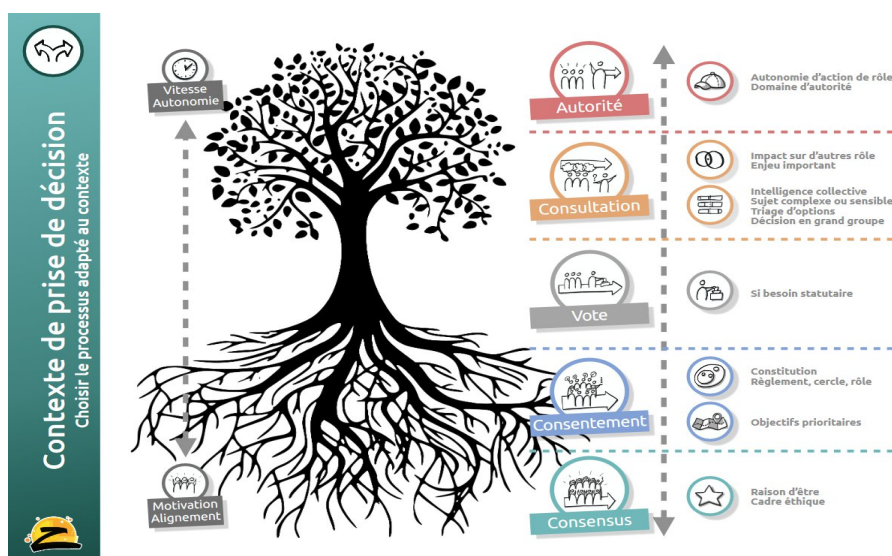 Contexte de prise de décision
Choisir le processus adapté au contexte
Vitesse
Autonomie
Motivation
Alignement
Autorité
Autonomie d'action de rôle
Domaine d'autorité
Consultation
Impact sur d'autres rôle
Enjeu important
Intelligence collective
Sujet complexe ou sensible
Triage d'options
Décision en grand groupe
Vote
Si besoin statutaire
Consentement
Constitution
Règlement, cercle, rôle
Objectifs prioritaires
Consensus
Raison d'être
Cadre éthique
Z